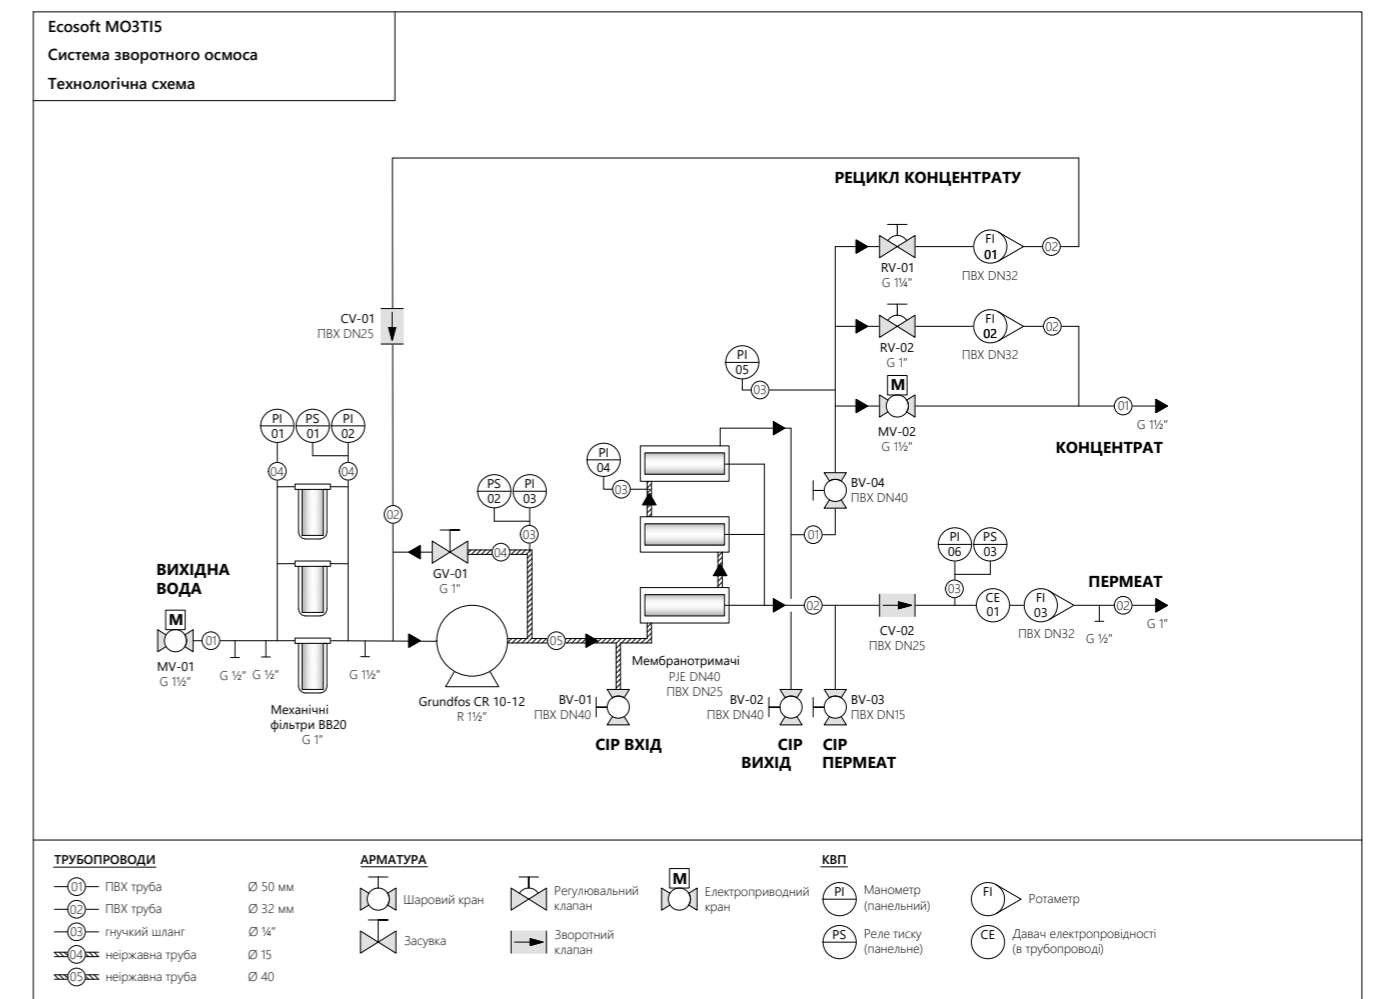 Ecosoft MO3TI5
Система зворотного осмоса
Технологічна схема
РЕЦИКЛ КОНЦЕНТРАТУ
RV-01
G 1¼"
FI
01
ПВХ DN32
02
CV-01
ПВХ DN25
RV-02
G 1"
FI
02
ПВХ DN32
02
PI
05
03
M
MV-02
G 1½"
01
G 1½"
КОНЦЕНТРАТ
PI
01
PS
01
PI
02
04
04
PI
04
03
BV-04
ПВХ DN40
PS
02
PI
03
03
02
04
GV-01
G 1"
01
PI
06
PS
03
03
ВИХІДНА
ВОДА
M
MV-01
G 1½"
01
G ½"
G ½"
G 1½"
Механічні
фільтри BB20
G 1"
Grundfos CR 10-12
R 1½"
05
Мембранотримачі
PJE DN40
ПВХ DN25
02
CV-02
ПВХ DN25
CE
01
FI
03
ПВХ DN32
G ½"
02
ПЕРМЕАТ
G 1"
BV-01
ПВХ DN40
BV-02
ПВХ DN40
BV-03
ПВХ DN15
CIP ВХІД
CIP
ВИХІД
CIP
ПЕРМЕАТ
ТРУБОПРОВОДИ
01 ПВХ труба Ø 50 мм
02 ПВХ труба Ø 32 мм
03 гнучкий шланг Ø ¼"
04 неіржавна труба Ø 15
05 неіржавна труба Ø 40
АРМАТУРА
Шаровий кран
Засувка
Регулювальний
клапан
Зворотний
клапан
M
Електроприводний
кран
КВП
PI
Манометр
(панельний)
PS
Реле тиску
(панельне)
FI
Ротаметр
CE
Давач електропровідності
(в трубопроводі)